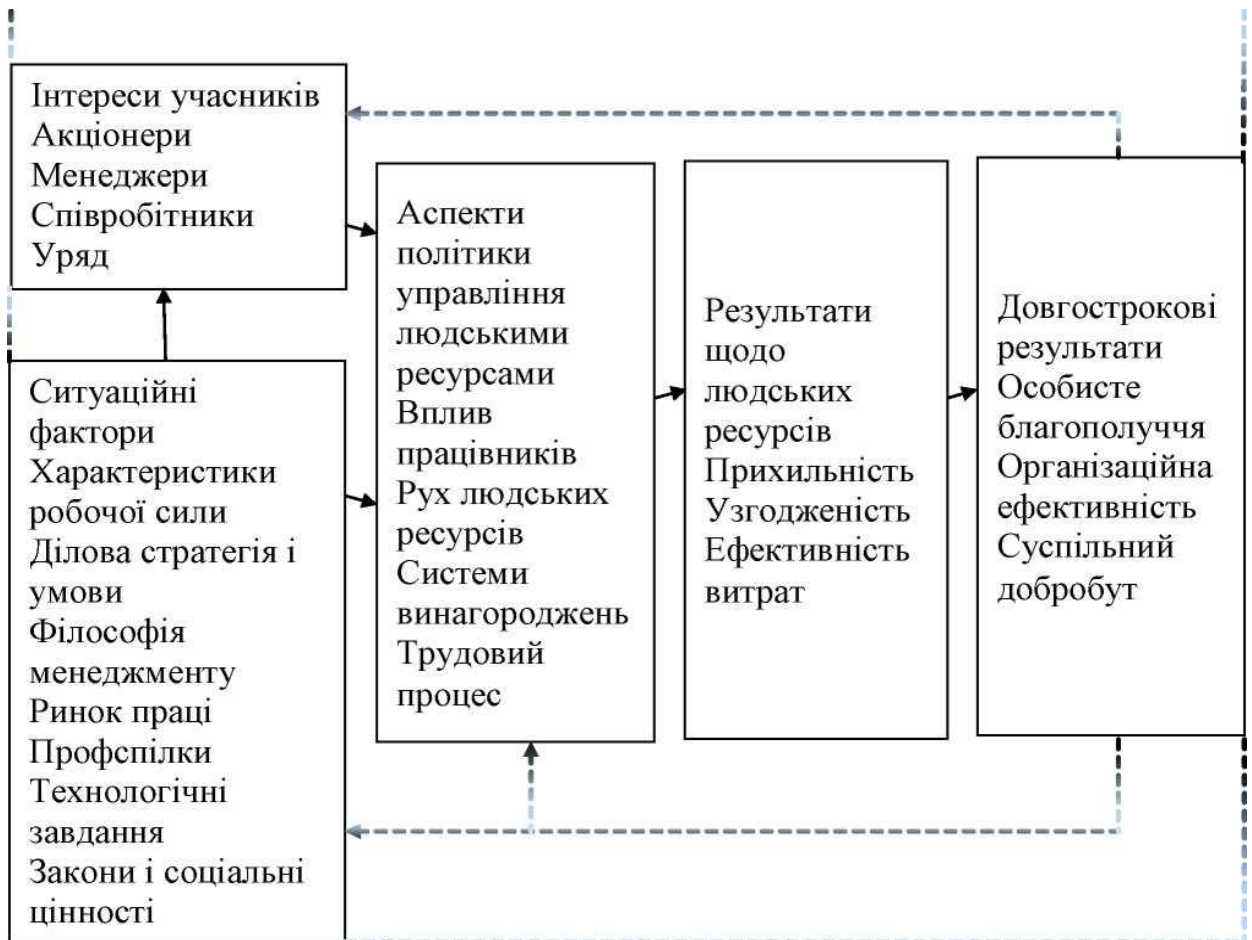 Інтереси учасників
Акціонери
Менеджери
Співробітники
Уряд
Ситуаційні
фактори
Характеристики
робочої сили
Ділова стратегія і
умови
Філософія
менеджменту
Ринок праці
Профспілки
Технологічні
завдання
Закони і соціальні
цінності
Аспекти
політики
управління
людськими
ресурсами
Вплив
працівників
Рух людських
ресурсів
Системи
винагороджень
Трудовий
процес
Результати
щодо
людських
ресурсів
Прихильність
Узгодженість
Ефективність
витрат
Довгострокові
результати
Особисте
благополуччя
Організаційна
ефективність
Суспільний
добробут